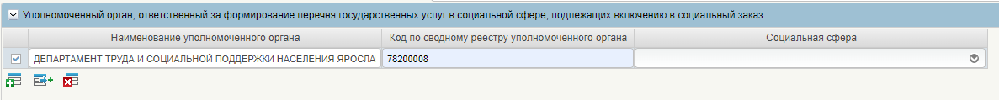 Уполномоченный орган, ответственный за формирование перечня государственных услуг в социальной сфере, подлежащих включению в социальный заказ
Наименование уполномоченного органа Код по сводному реестру уполномоченного органа Социальная сфера
ДЕПАРТАМЕНТ ТРУДА И СОЦИАЛЬНОЙ ПОДДЕРЖКИ НАСЕЛЕНИЯ ЯРОСЛА 78200008